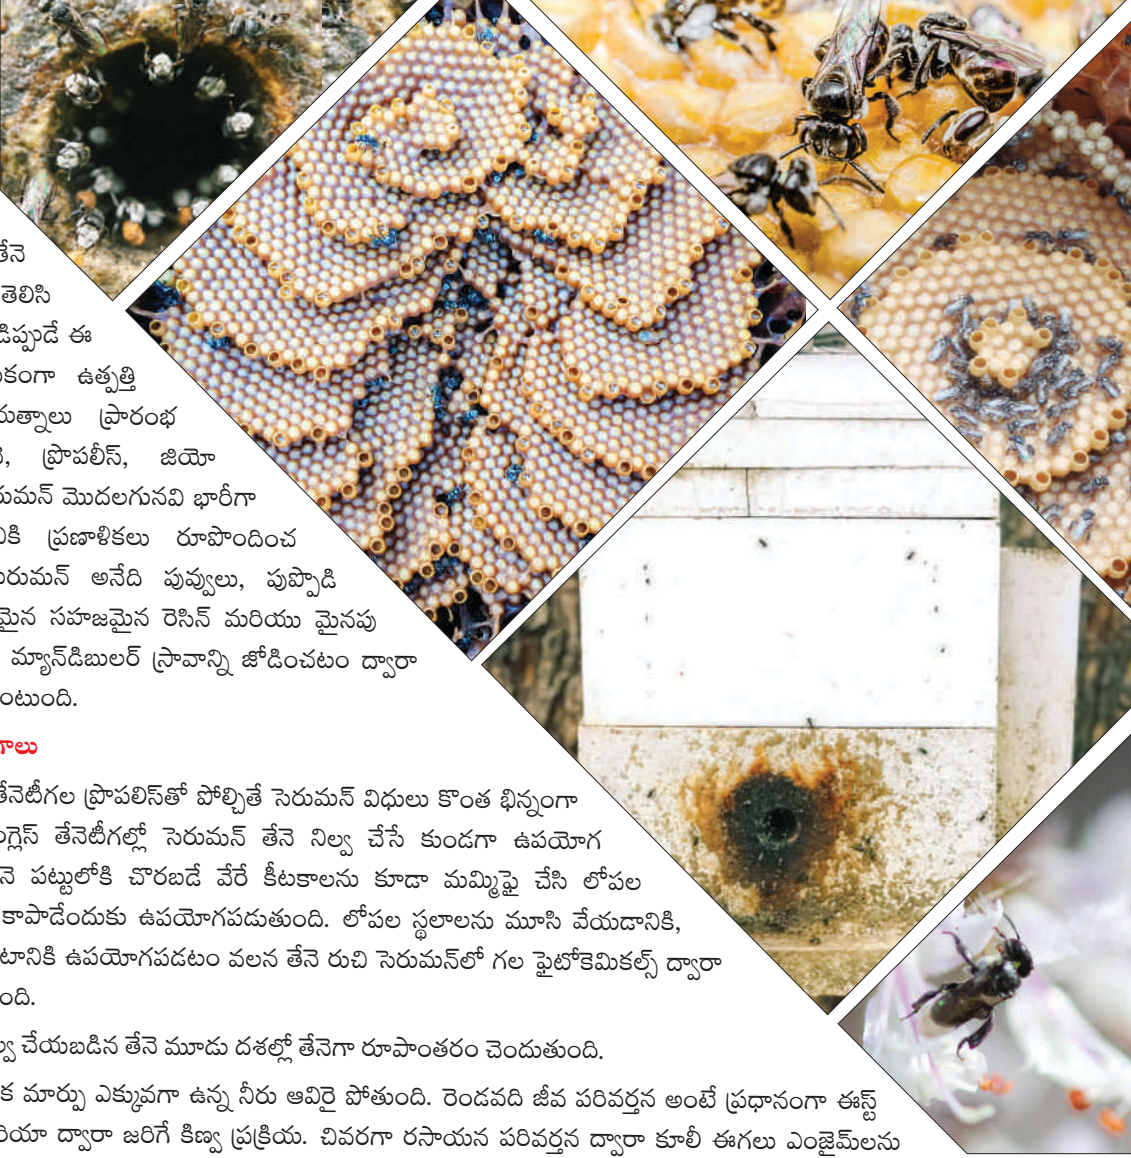 తేనె
తెలిసి
డిప్పుడే ఈ
కంగా ఉత్పత్తి
యత్నాలు ప్రారంభ
ప్రొపలీస్, జియో
రుమన్ మొదలగునవి భారీగా
నికి ప్రణాళికలు రూపొందించ
సెరుమన్ అనేది పువ్వులు, పుప్పొడి
మైన సహజమైన రెసిన్ మరియు మైనపు
మ్యాన్‌డిబులర్ స్రావాన్ని జోడించటం ద్వారా
ంటుంది.
గాలు
తేనెటీగల ప్రొపలిస్‌తో పోల్చితే సెరుమన్ విధులు కొంత భిన్నంగా
ంగ్లెస్ తేనెటీగల్లో సెరుమన్ తేనె నిల్వ చేసే కుండగా ఉపయోగ
నె పట్టులోకి చొరబడే వేరే కీటకాలను కూడా మమ్మిఫై చేసి లోపల
కాపాడేందుకు ఉపయోగపడుతుంది. లోపల స్థలాలను మూసి వేయడానికి,
టానికి ఉపయోగపడటం వలన తేనె రుచి సెరుమన్‌లో గల ఫైటోకెమికల్స్ ద్వారా
ంది.
ల్వ చేయబడిన తేనె మూడు దశల్లో తేనెగా రూపాంతరం చెందుతుంది.
క మార్పు ఎక్కువగా ఉన్న నీరు ఆవిరై పోతుంది. రెండవది జీవ పరివర్తన అంటే ప్రధానంగా ఈస్ట్
రియా ద్వారా జరిగే కిణ్వ ప్రక్రియ. చివరగా రసాయన పరివర్తన ద్వారా కూలీ ఈగలు ఎంజైమ్‌లను